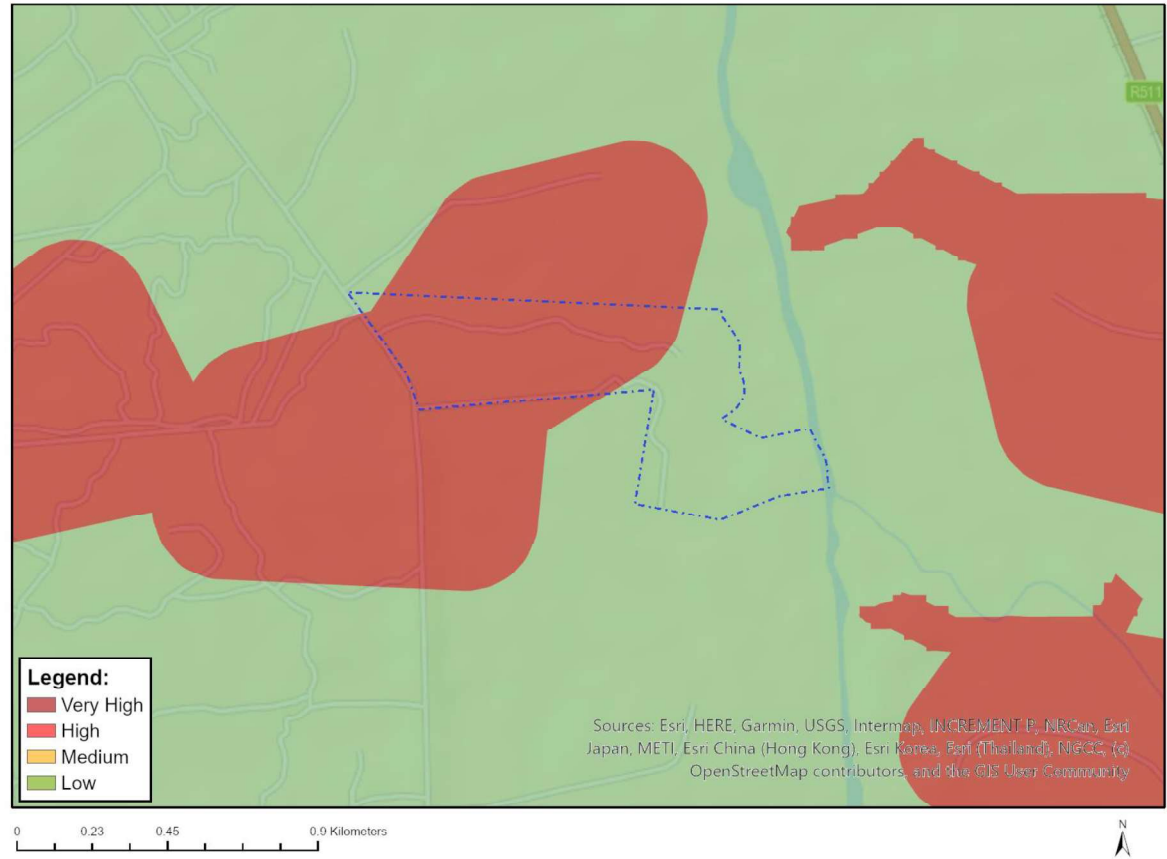 R511
Legend:
Very High
High
Medium
Low
Sources: Esri, HERE, Garmin, USGS, Intermap, INCREMENT P, NRCan, Esri
Japan, METI, Esri China (Hong Kong), Esri Korea, Esri (Thailand), NGCC, (c)
OpenStreetMap contributors, and the GIS User Community
0 0.23 0.45 0.9 Kilometers
N